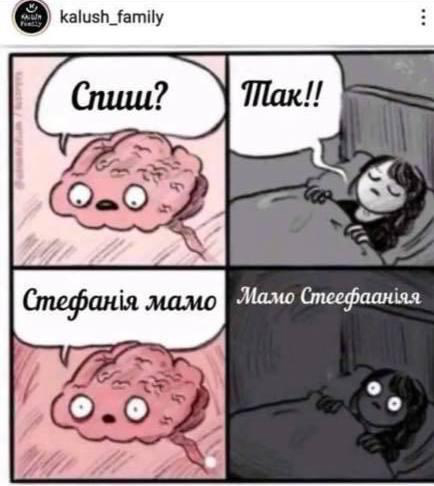 kalush_family
Спиш?
Так!!
Стефанія мамо
Мамо Стеефааніяя